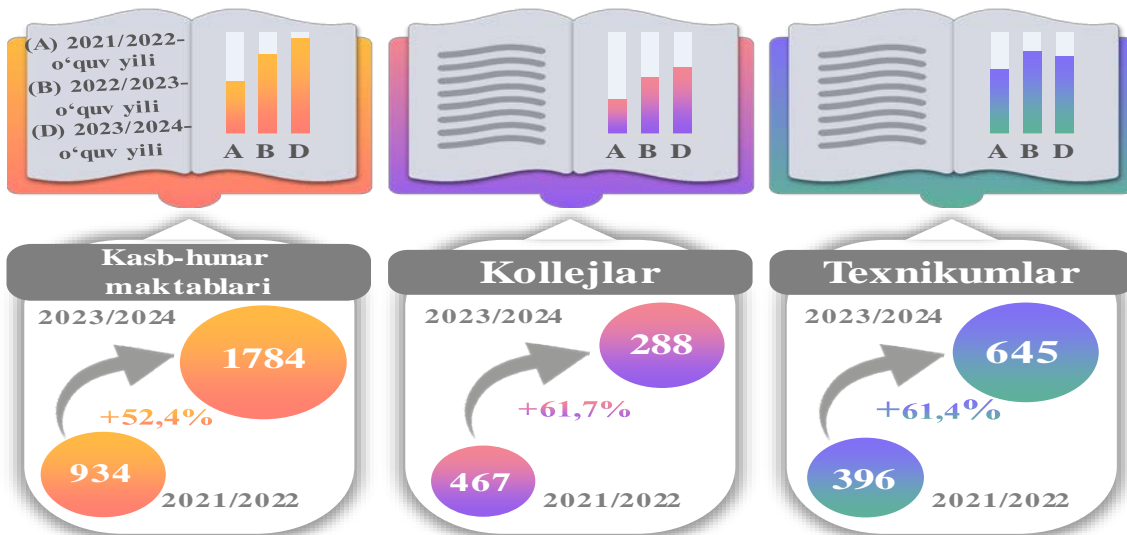 (A) 2021/2022-
o‘quv yili
(B) 2022/2023-
o‘quv yili
(D) 2023/2024-
o‘quv yili
A B D
A B D
A B D
Kasb-hunar
maktablari
2023/2024
1784
+52,4%
934
2021/2022
Kollejlar
2023/2024
288
+61,7%
467
2021/2022
Texnikumlar
2023/2024
645
+61,4%
396
2021/2022